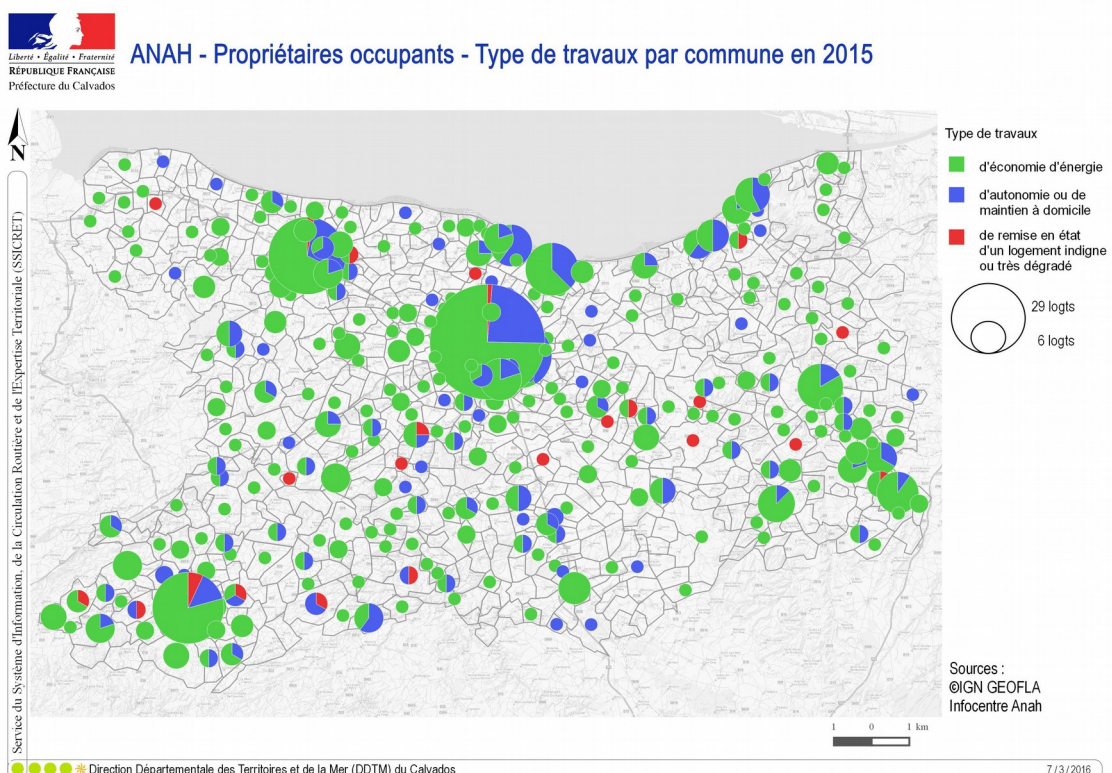 Liberté • Égalité • Fraternité
RÉPUBLIQUE FRANÇAISE
Préfecture du Calvados
ANAH - Propriétaires occupants - Type de travaux par commune en 2015
N
Service du Système d'Information, de la Circulation Routière et de l'Expertise Territoriale (SSICRET)
Type de travaux
d'économie d'énergie
d'autonomie ou de
maintien à domicile
de remise en état
d'un logement indigne
ou très dégradé
29 logts
6 logts
Sources :
©IGN GEOFLA
Infocentre Anah
1 0 1 km
Direction Départementale des Territoires et de la Mer (DDTM) du Calvados
7/3/2016